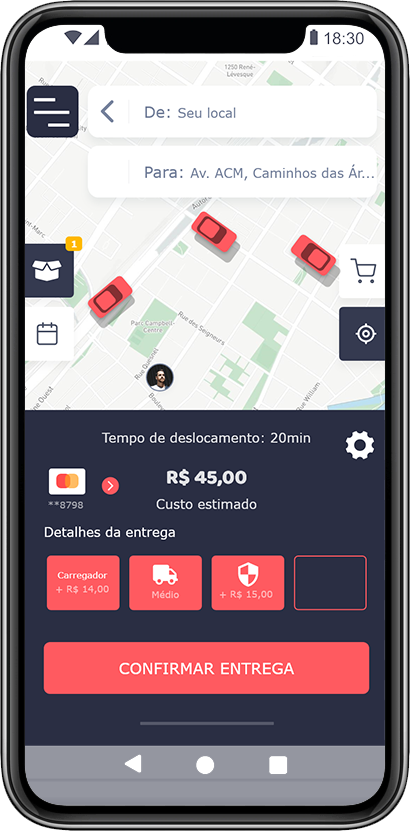 18:30
1250 René-
Lévesque
De: Seu local
Para: Av. ACM, Caminhos das Ár...
1
Parc Campbell-
Centre
Rue des Seigneurs
Rue Duvernay
Rue William
Tempo de deslocamento: 20min
R$ 45,00
**8798
Custo estimado
Detalhes da entrega
Carregador
+ R$ 14,00
Médio
+ R$ 15,00
CONFIRMAR ENTREGA